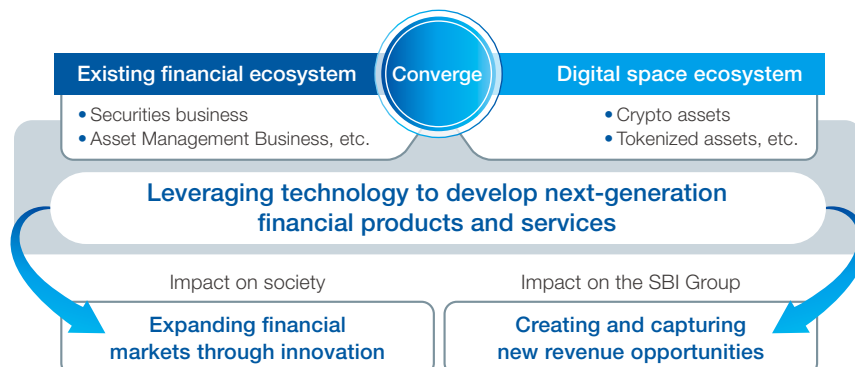 Existing financial ecosystem
Converge
Digital space ecosystem
• Securities business
• Asset Management Business, etc.
• Crypto assets
• Tokenized assets, etc.
Leveraging technology to develop next-generation
financial products and services
Impact on society
Expanding financial
markets through innovation
Impact on the SBI Group
Creating and capturing
new revenue opportunities